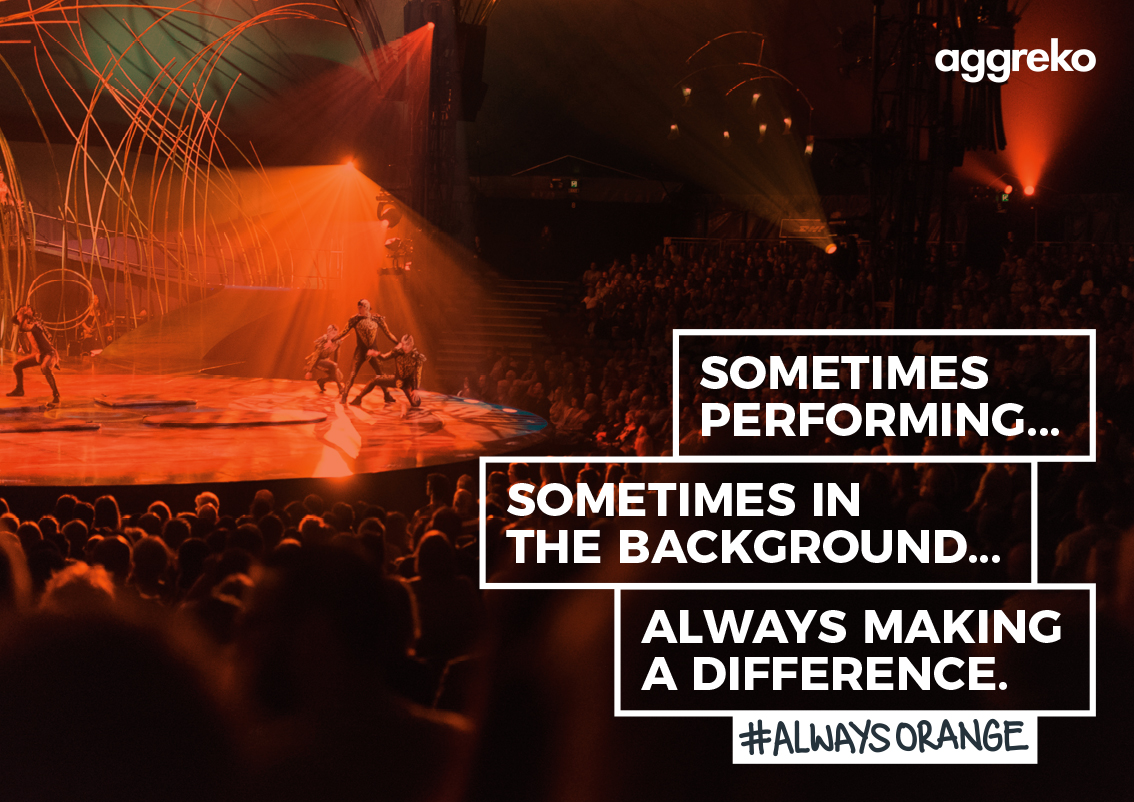 aggreko
SOMETIMES
PERFORMING...
SOMETIMES IN
THE BACKGROUND...
ALWAYS MAKING
A DIFFERENCE.
#ALWAYSORANGE